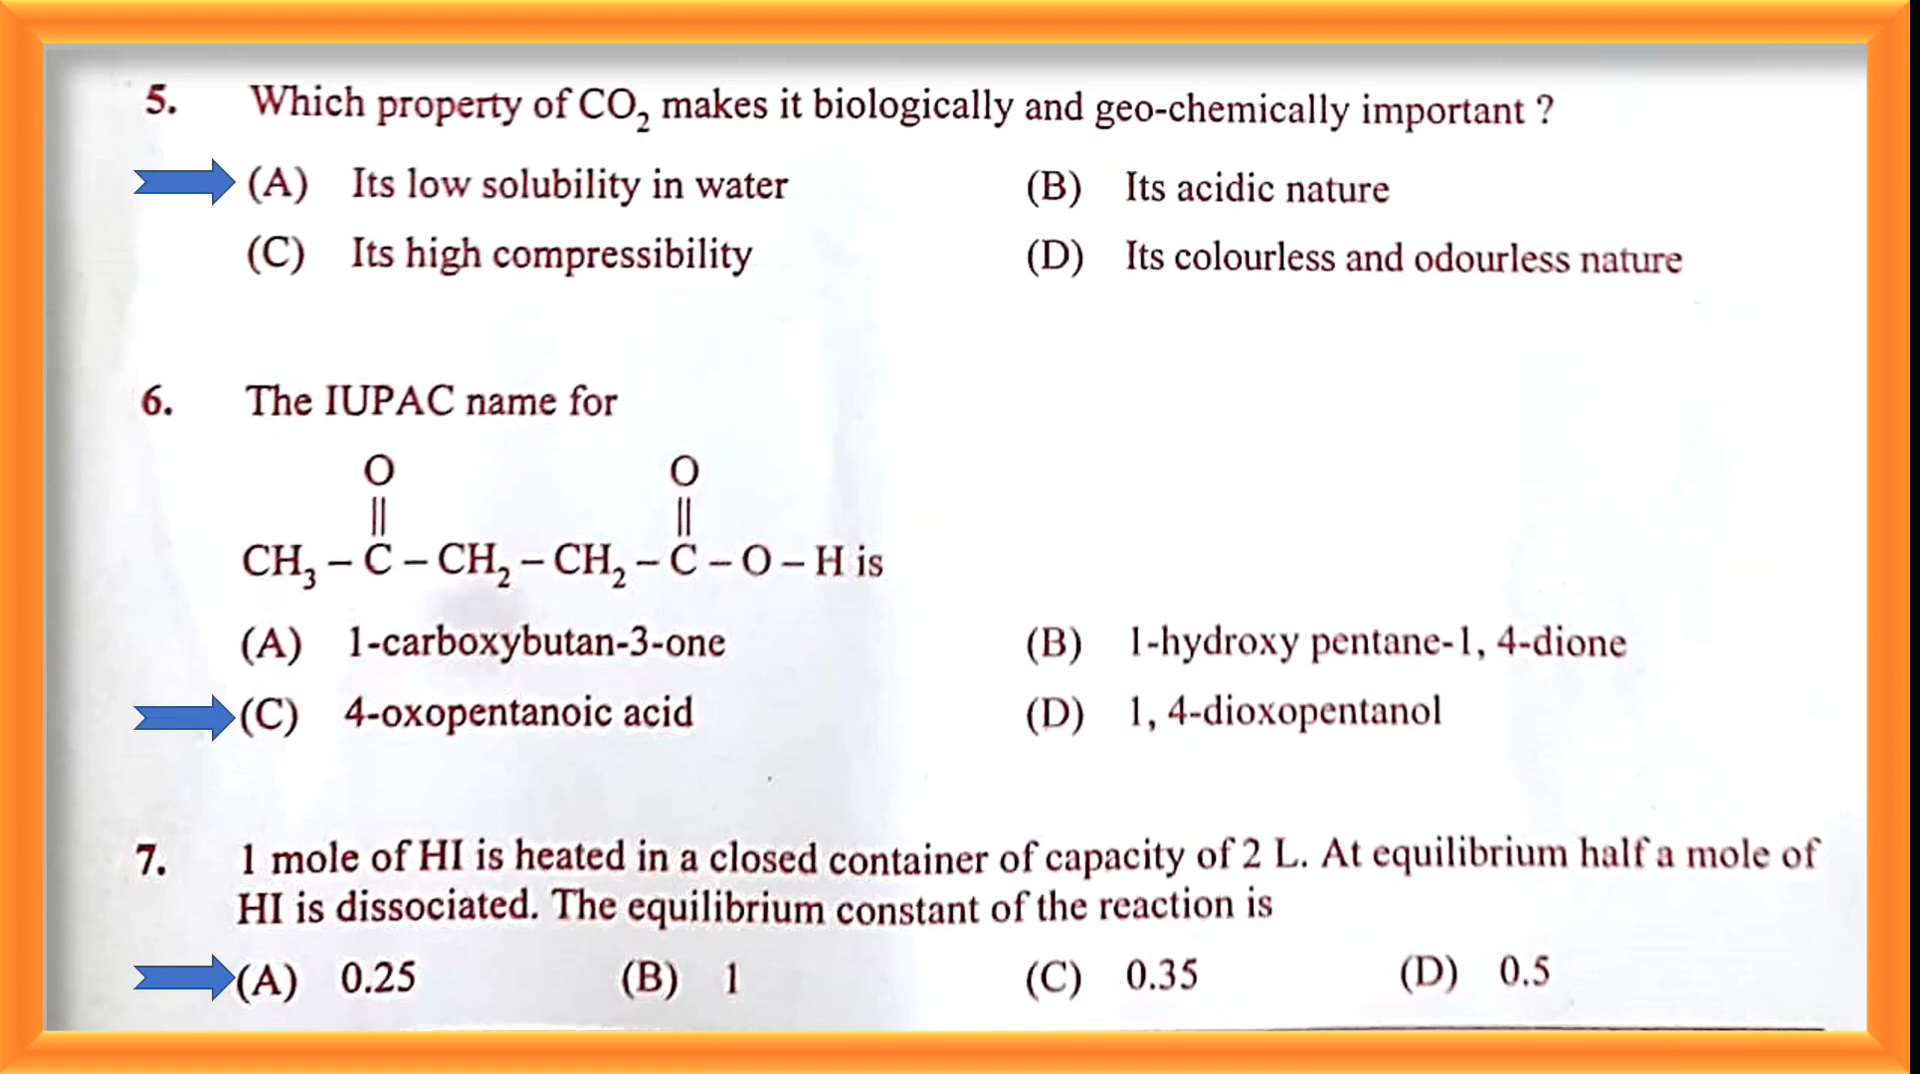 5. Which property of CO₂ makes it biologically and geo-chemically important ?
(A) Its low solubility in water (B) Its acidic nature
(C) Its high compressibility (D) Its colourless and odourless nature
6. The IUPAC name for
O O
|| ||
CH₃ – C – CH₂ – CH₂ – C – O – H is
(A) 1-carboxybutan-3-one (B) 1-hydroxy pentane-1, 4-dione
(C) 4-oxopentanoic acid (D) 1, 4-dioxopentanol
7. 1 mole of HI is heated in a closed container of capacity of 2 L. At equilibrium half a mole of
HI is dissociated. The equilibrium constant of the reaction is
(A) 0.25 (B) 1 (C) 0.35 (D) 0.5